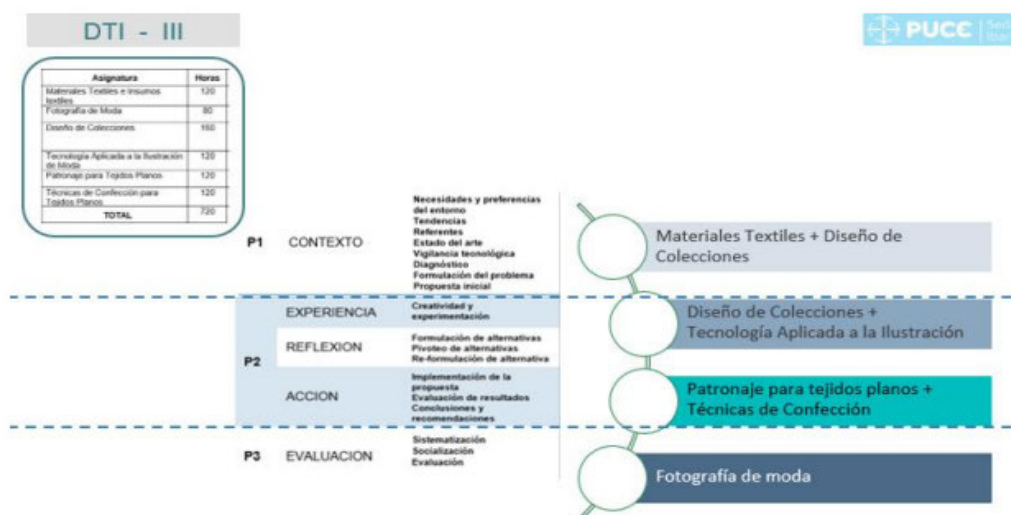 DTI - III
PUCE | Sede
Ibarr
Asignatura Horas
Materiales Textiles e Insumos 120
textiles
Fotografía de Moda 80
Diseño de Colecciones 160
Tecnología Aplicada a la Ilustración 120
de Moda
Patronaje para Tejidos Planos 120
Técnicas de Confección para 120
Tejidos Planos
TOTAL 720
P1 CONTEXTO
Necesidades y preferencias
del entorno
Tendencias
Referentes
Estado del arte
Vigilancia tecnológica
Diagnóstico
Formulación del problema
Propuesta inicial
Materiales Textiles + Diseño de
Colecciones
P2
EXPERIENCIA
Creatividad y
experimentación
Diseño de Colecciones +
Tecnología Aplicada a la Ilustración
REFLEXION
Formulación de alternativas
Pivoteo de alternativas
Re-formulación de alternativa
ACCION
Implementación de la
propuesta
Evaluación de resultados
Conclusiones y
recomendaciones
Patronaje para tejidos planos +
Técnicas de Confección
P3 EVALUACION
Sistematización
Socialización
Evaluación
Fotografía de moda